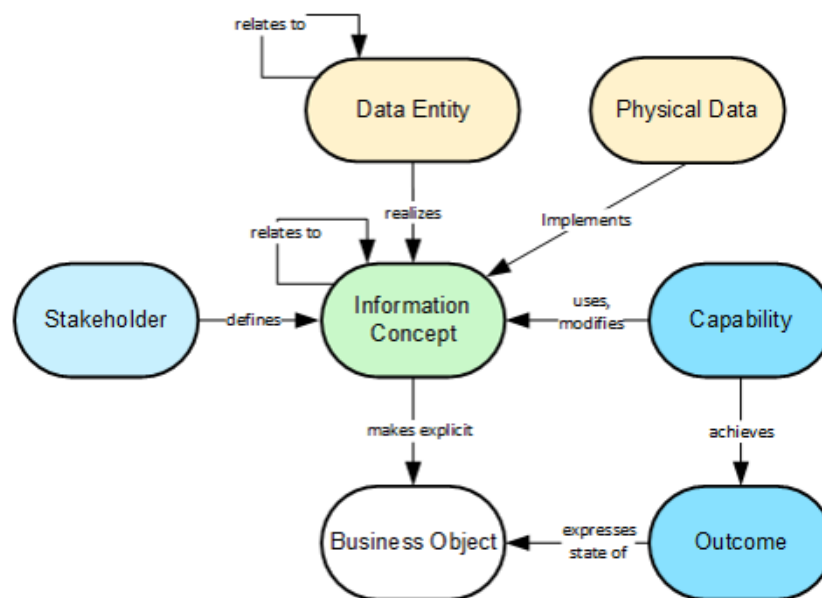 relates to
Data Entity
Physical Data
realizes
Implements
relates to
Stakeholder
defines
Information
Concept
uses,
modifies
Capability
makes explicit
achieves
Business Object
expresses
state of
Outcome